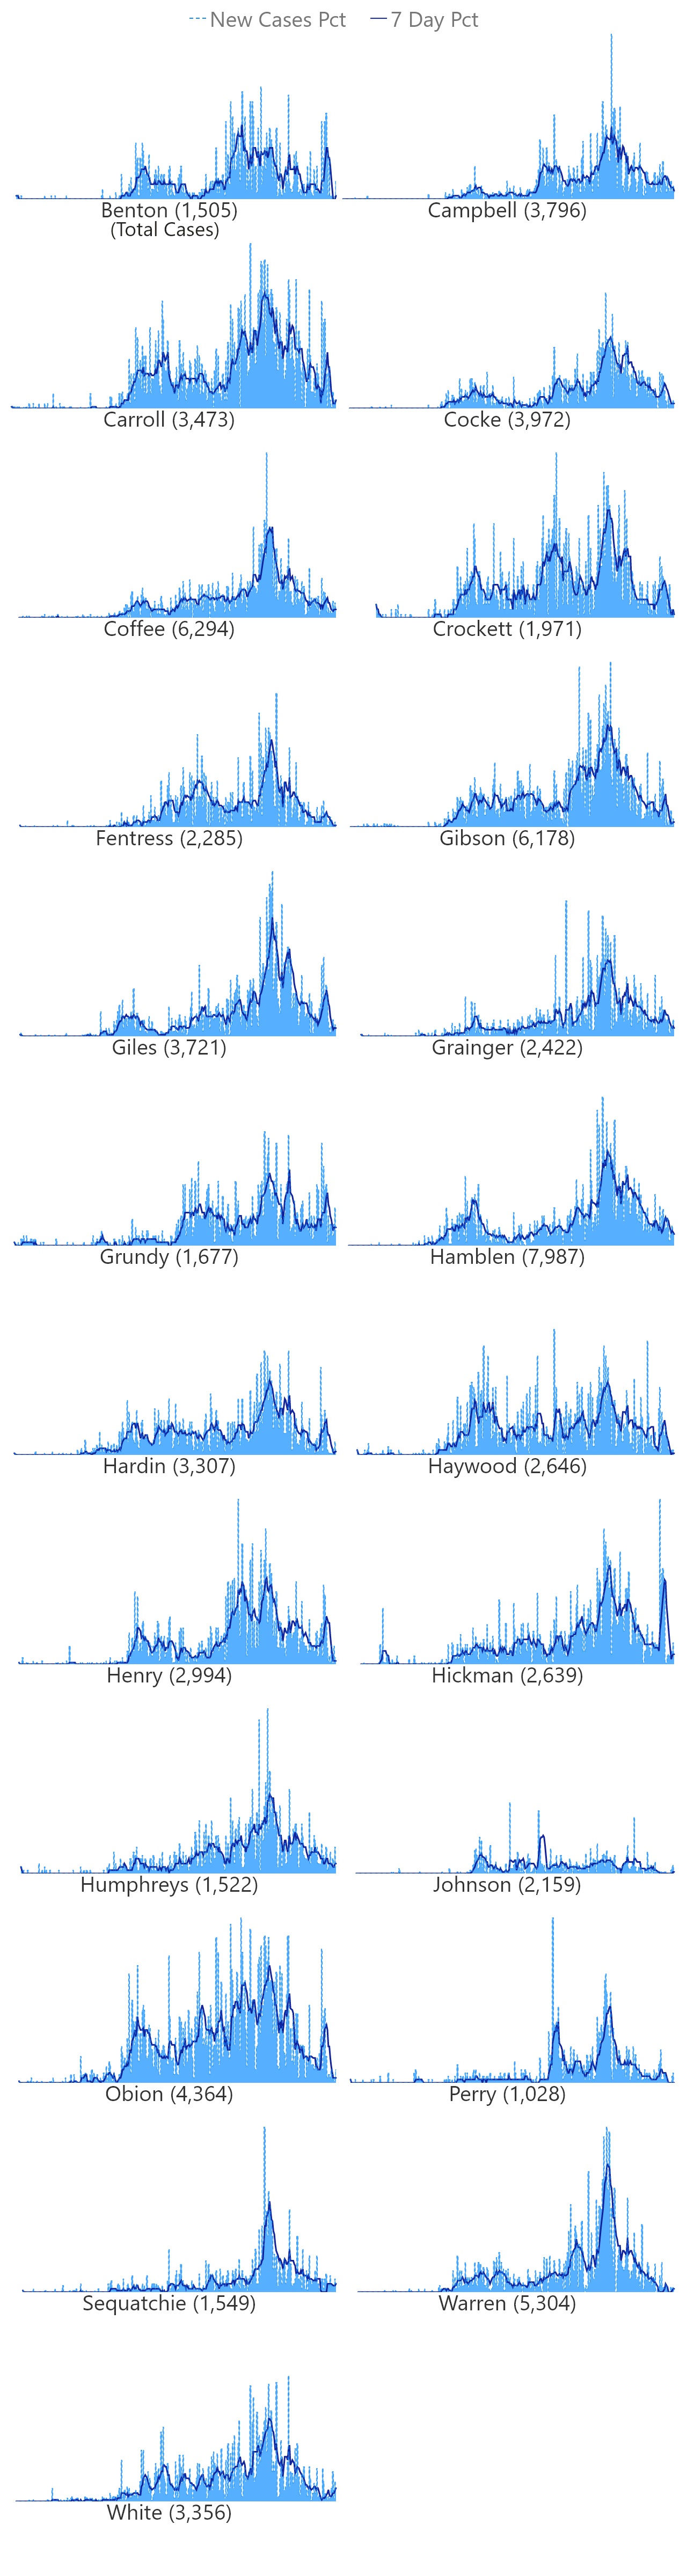 New Cases Pct 7 Day Pct
Benton (1,505) Campbell (3,796)
(Total Cases)
Carroll (3,473) Cocke (3,972)
Coffee (6,294) Crockett (1,971)
Fentress (2,285) Gibson (6,178)
Giles (3,721) Grainger (2,422)
Grundy (1,677) Hamblen (7,987)
Hardin (3,307) Haywood (2,646)
Henry (2,994) Hickman (2,639)
Humphreys (1,522) Johnson (2,159)
Obion (4,364) Perry (1,028)
Sequatchie (1,549) Warren (5,304)
White (3,356)